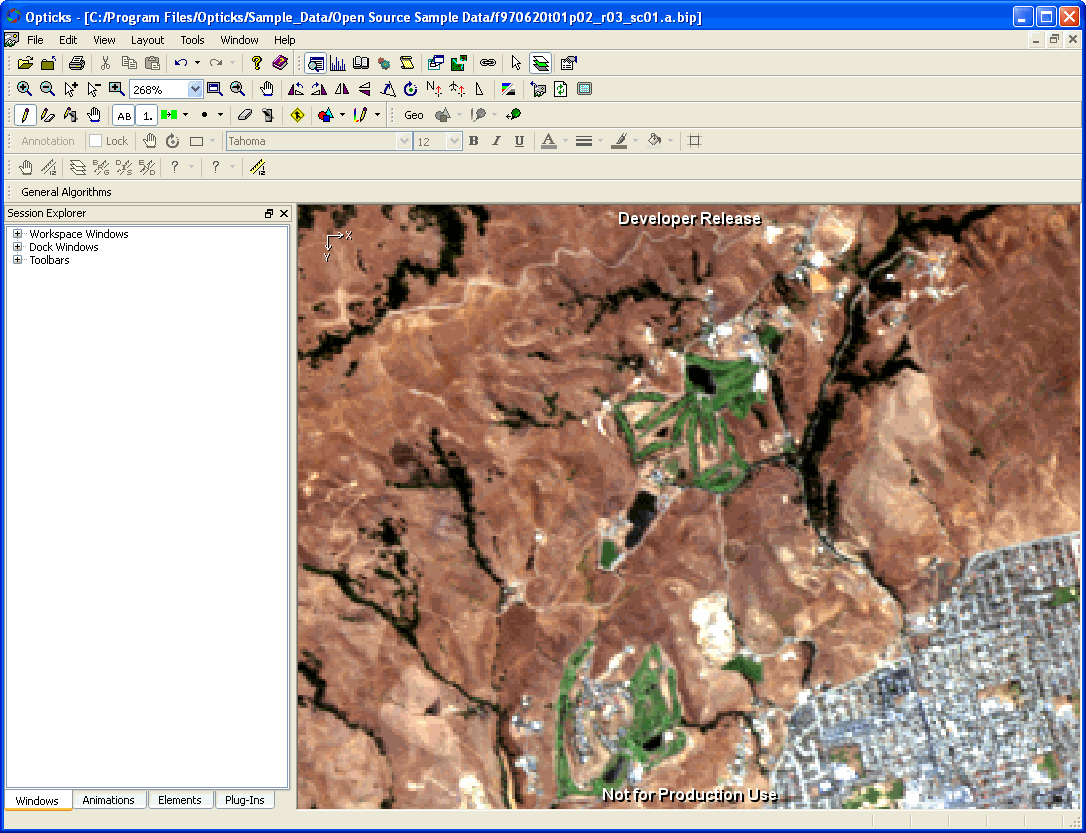 Opticks - [C:/Program Files/Opticks/Sample_Data/Open Source Sample Data/f970620t01p02_r03_sc01.a.bip]
File Edit View Layout Tools Window Help
268%
AB 1. Geo
Annotation Lock Tahoma 12 B I U A
? ?
General Algorithms
Session Explorer
Workspace Windows
Dock Windows
Toolbars
Developer Release
X
Y
Not for Production Use
Windows Animations Elements Plug-Ins